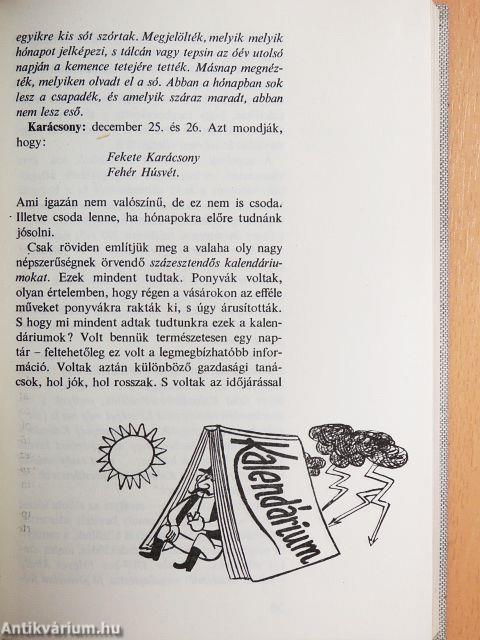 egyikre kis sót szórtak. Megjelölték, melyik melyik
hónapot jelképezi, s tálcán vagy tepsin az óév utolsó
napján a kemence tetejére tették. Másnap megnéz-
ték, melyiken olvadt el a só. Abban a hónapban sok
lesz a csapadék, és amelyik száraz maradt, abban
nem lesz eső.
Karácsony: december 25. és 26. Azt mondják,
hogy:
Fekete Karácsony
Fehér Húsvét.
Ami igazán nem valószínű, de ez nem is csoda.
Illetve csoda lenne, ha hónapokra előre tudnánk
jósolni.
Csak röviden említjük meg a valaha oly nagy
népszerűségnek örvendő százesztendős kalendáriu-
mokat. Ezek mindent tudtak. Ponyvák voltak,
olyan értelemben, hogy régen a vásárokon az efféle
műveket ponyvákra rakták ki, s úgy árusították.
S hogy mi mindent adtak tudtunkra ezek a kalen-
dáriumok? Volt bennük természetesen egy nap-
tár – feltehetőleg ez volt a legmegbízhatóbb infor-
máció. Voltak aztán különböző gazdasági taná-
csok, hol jók, hol rosszak. S voltak az időjárással
Kalendárium
Antikvárium.hu